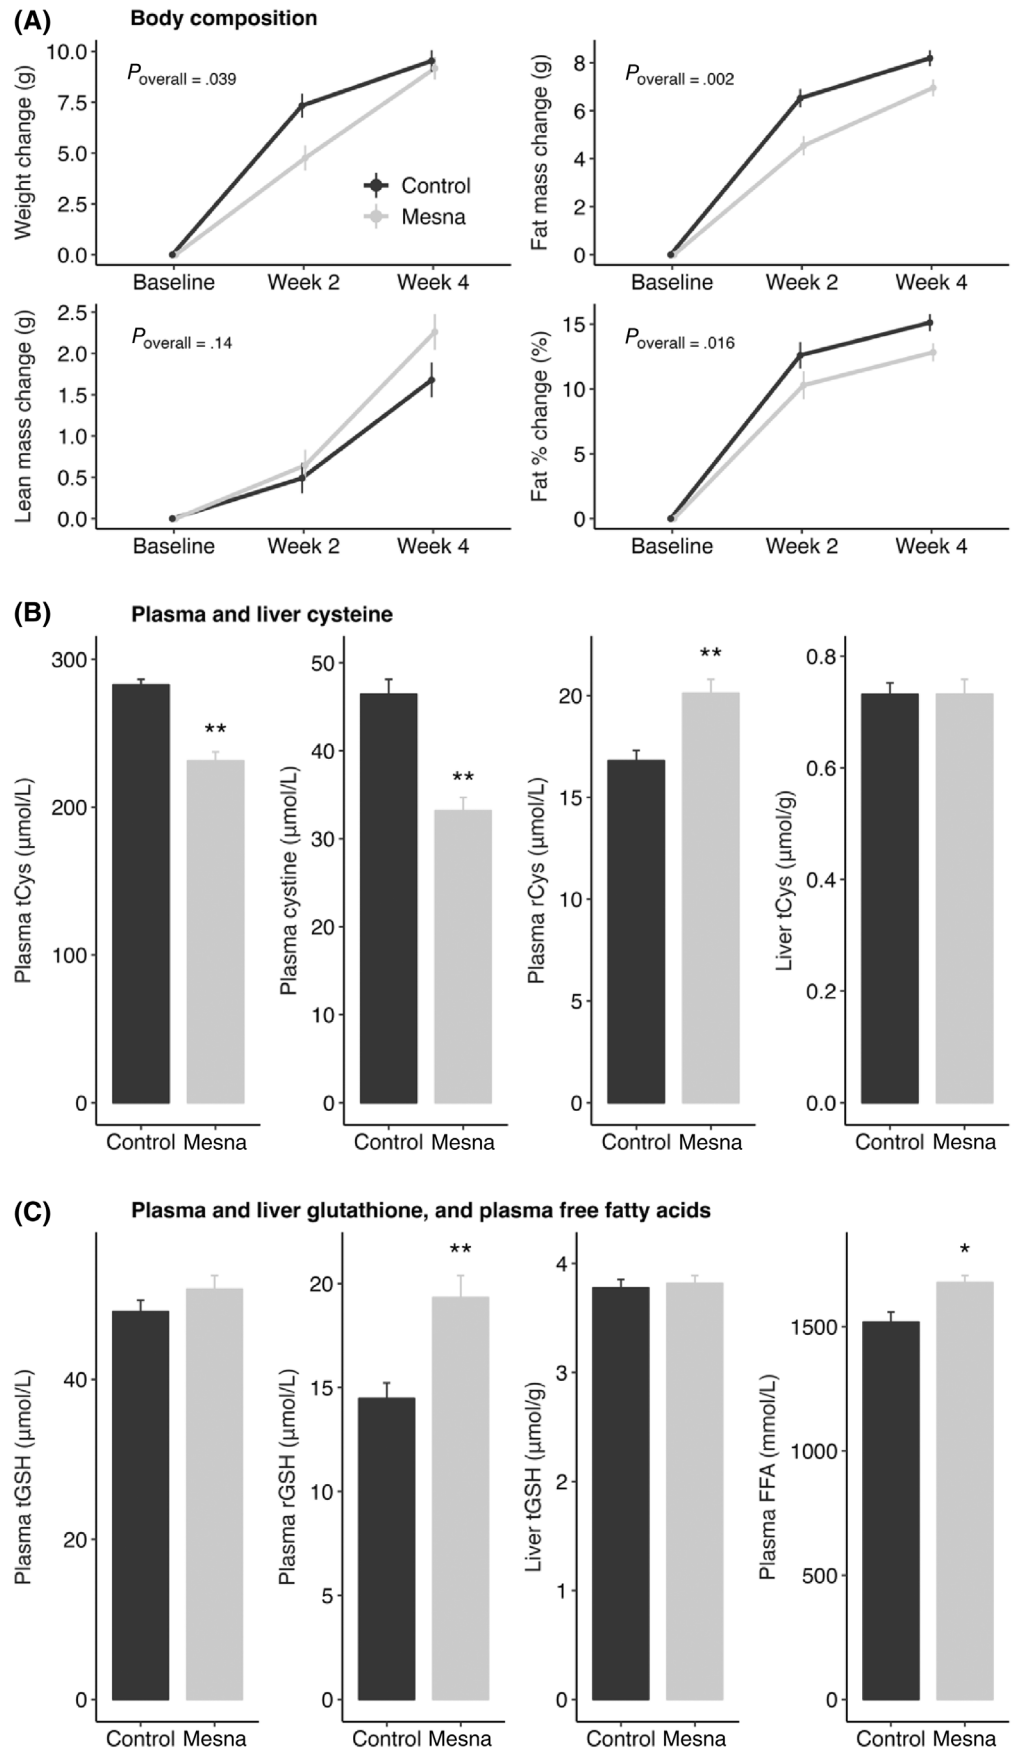 (A) Body composition
Weight change (g)
10.0
7.5
5.0
2.5
0.0
Poverall = .039
Control
Mesna
Baseline Week 2 Week 4
Fat mass change (g)
8
6
4
2
0
Poverall = .002
Baseline Week 2 Week 4
Lean mass change (g)
2.5
2.0
1.5
1.0
0.5
0.0
Poverall = .14
Baseline Week 2 Week 4
Fat % change (%)
15
10
5
0
Poverall = .016
Baseline Week 2 Week 4
(B) Plasma and liver cysteine
Plasma tCys (µmol/L)
300
200
100
0
**
Control Mesna
Plasma cystine (µmol/L)
50
40
30
20
10
0
**
Control Mesna
Plasma rCys (µmol/L)
20
15
10
5
0
**
Control Mesna
Liver tCys (µmol/g)
0.8
0.6
0.4
0.2
0.0
Control Mesna
(C) Plasma and liver glutathione, and plasma free fatty acids
Plasma tGSH (µmol/L)
40
20
0
Control Mesna
Plasma rGSH (µmol/L)
20
15
10
5
0
**
Control Mesna
Liver tGSH (µmol/g)
4
3
2
1
0
Control Mesna
Plasma FFA (mmol/L)
1500
1000
500
0
*
Control Mesna